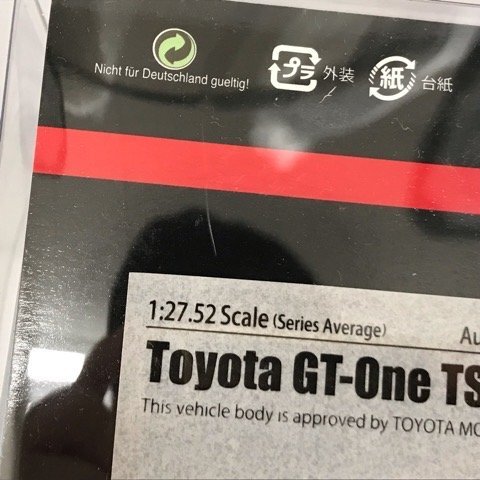 Nicht für Deutschland gueltig!
プラ 外装
紙 台紙
1:27.52 Scale (Series Average)
Toyota GT-One
This vehicle body is approved by TOYOTA